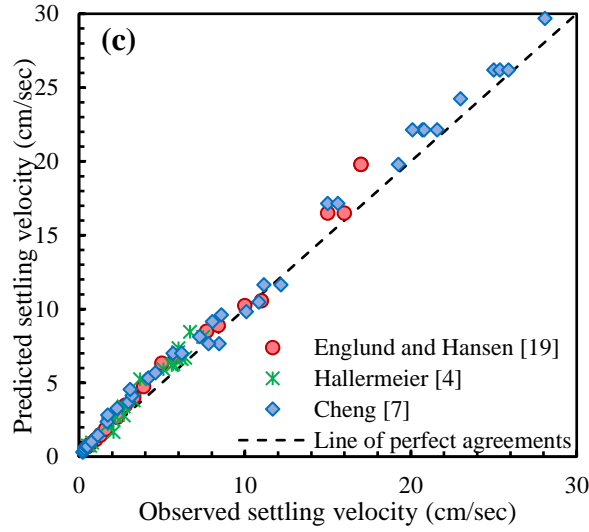 (c)
Predicted settling velocity (cm/sec)
30
25
20
15
10
5
0
Englund and Hansen [19]
Hallermeier [4]
Cheng [7]
Line of perfect agreements
0
10
20
30
Observed settling velocity (cm/sec)